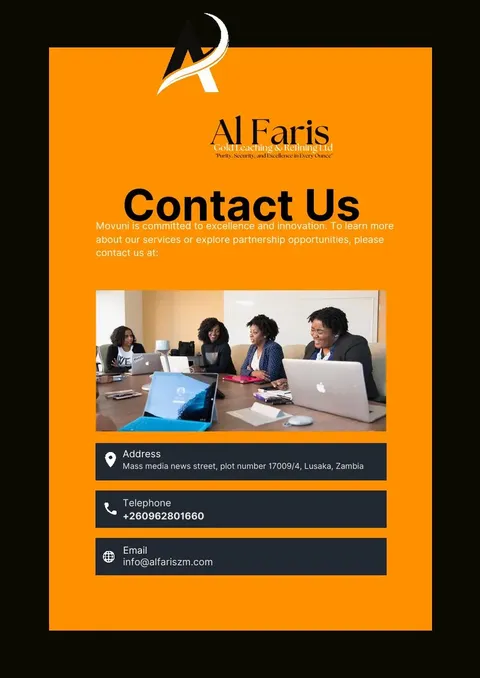 Al Faris
Gold Leaching & Refining Ltd
"Purity, Security, and Excellence in Every Ounce"
Contact Us
Movuni is committed to excellence and innovation. To learn more
about our services or explore partnership opportunities, please
contact us at:
Address
Mass media news street, plot number 17009/4, Lusaka, Zambia
Telephone
+260962801660
Email
info@alfariszm.com